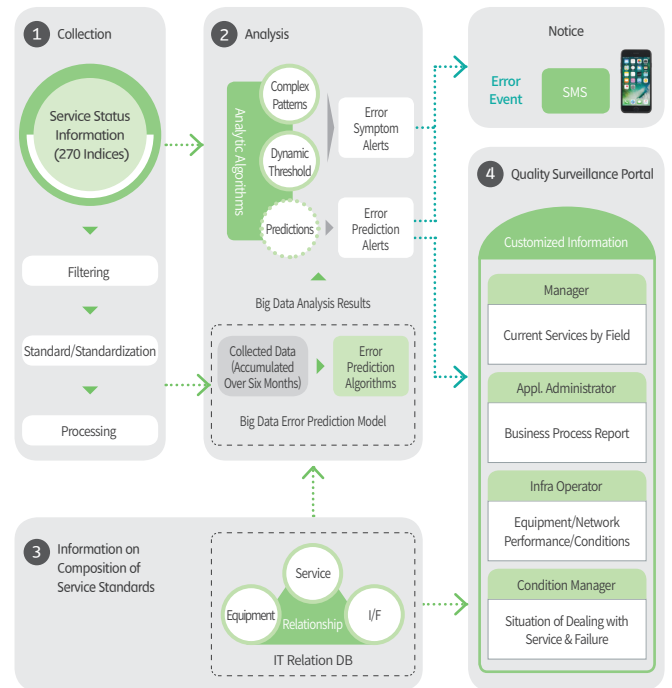 1 Collection
Service Status
Information
(270 Indices)
Filtering
Standard/Standardization
Processing
2 Analysis
Analytic Algorithms
Complex
Patterns
Dynamic
Threshold
Predictions
Error
Symptom
Alerts
Error
Prediction
Alerts
Big Data Analysis Results
Collected Data
(Accumulated
Over Six Months)
Error
Prediction
Algorithms
Big Data Error Prediction Model
3 Information on
Composition of
Service Standards
Service
Equipment
Relationship
I/F
IT Relation DB
Notice
Error
Event
SMS
4 Quality Surveillance Portal
Customized Information
Manager
Current Services by Field
Appl. Administrator
Business Process Report
Infra Operator
Equipment/Network
Performance/Conditions
Condition Manager
Situation of Dealing with
Service & Failure